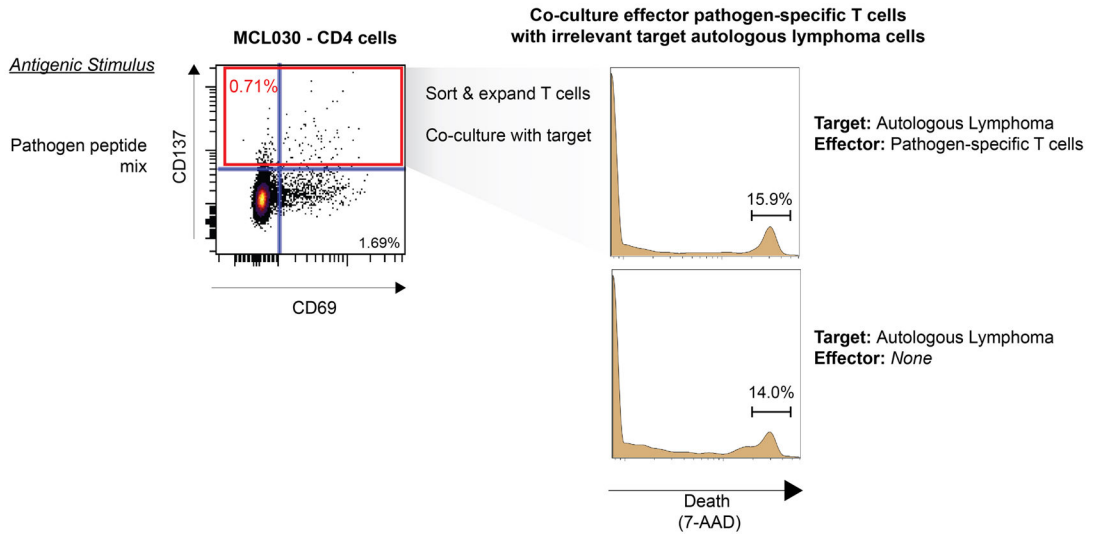 Co-culture effector pathogen-specific T cells
with irrelevant target autologous lymphoma cells
MCL030 - CD4 cells
Antigenic Stimulus
Pathogen peptide
mix
CD137
0.71%
1.69%
CD69
Sort & expand T cells
Co-culture with target
15.9%
Target: Autologous Lymphoma
Effector: Pathogen-specific T cells
14.0%
Target: Autologous Lymphoma
Effector: None
Death
(7-AAD)